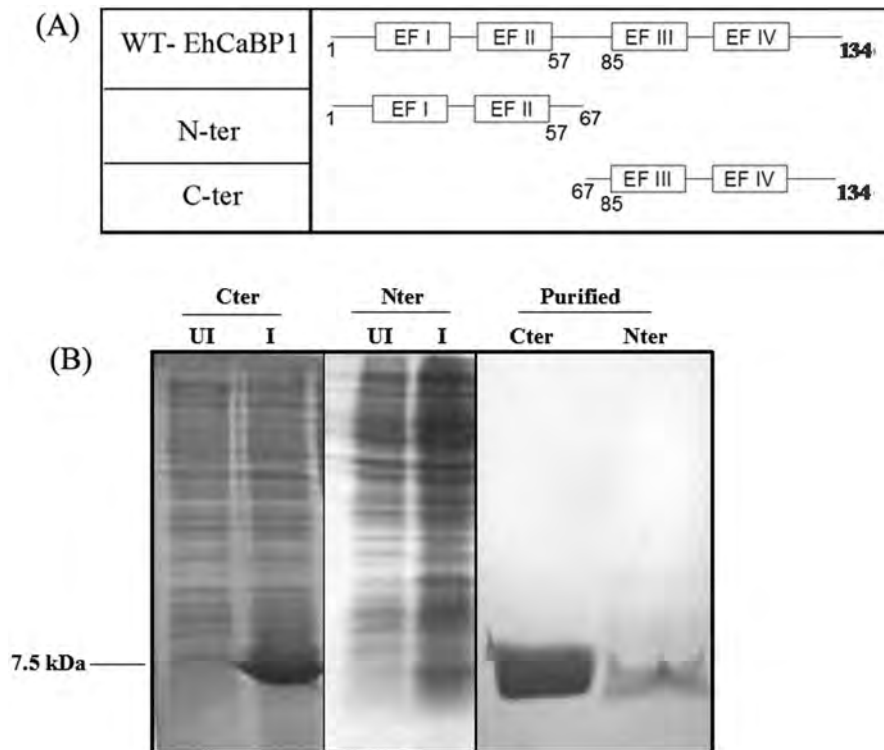 (A)
WT- EhCaBP1
1 EF I EF II 57 85 EF III EF IV 134
N-ter
1 EF I EF II 57 67
C-ter
67 85 EF III EF IV 134
(B)
Cter Nter Purified
UI I UI I Cter Nter
7.5 kDa